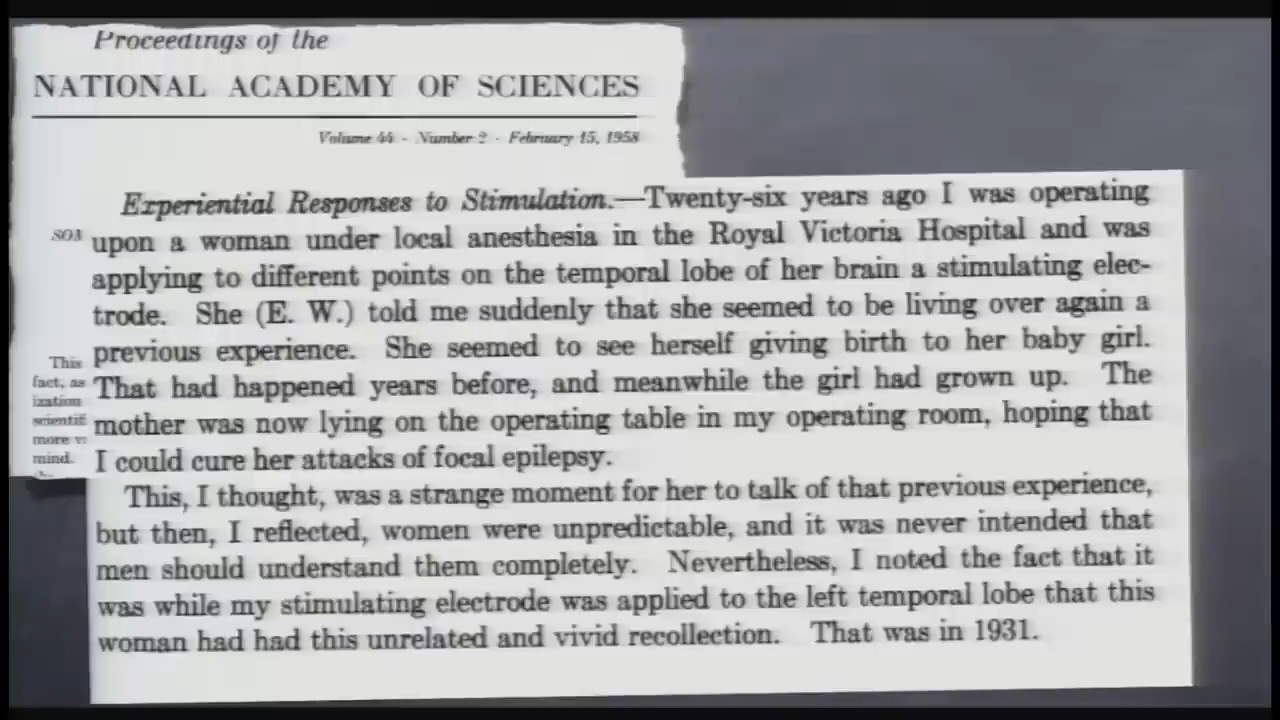 Proceedings of the
NATIONAL ACADEMY OF SCIENCES
Volume 44 - Number 2 - February 15, 1958
Experiential Responses to Stimulation.—Twenty-six years ago I was operating
upon a woman under local anesthesia in the Royal Victoria Hospital and was
applying to different points on the temporal lobe of her brain a stimulating elec-
trode. She (E. W.) told me suddenly that she seemed to be living over again a
previous experience. She seemed to see herself giving birth to her baby girl.
That had happened years before, and meanwhile the girl had grown up. The
mother was now lying on the operating table in my operating room, hoping that
I could cure her attacks of focal epilepsy.
This, I thought, was a strange moment for her to talk of that previous experience,
but then, I reflected, women were unpredictable, and it was never intended that
men should understand them completely. Nevertheless, I noted the fact that it
was while my stimulating electrode was applied to the left temporal lobe that this
woman had had this unrelated and vivid recollection. That was in 1931.
This
fact, as
ization
scientif
more
mind.